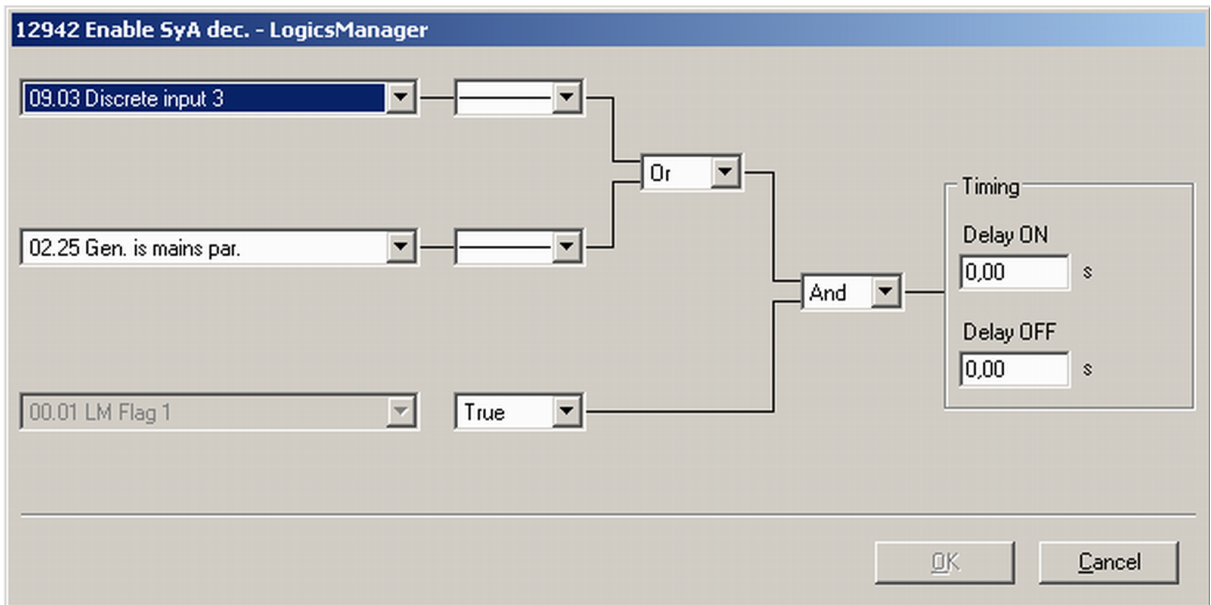 12942 Enable SyA dec. - LogicsManager
09.03 Discrete input 3
Or
Timing
Delay ON
02.25 Gen. is mains par.
0,00 s
And
Delay OFF
0,00 s
00.01 LM Flag 1 True
OK Cancel